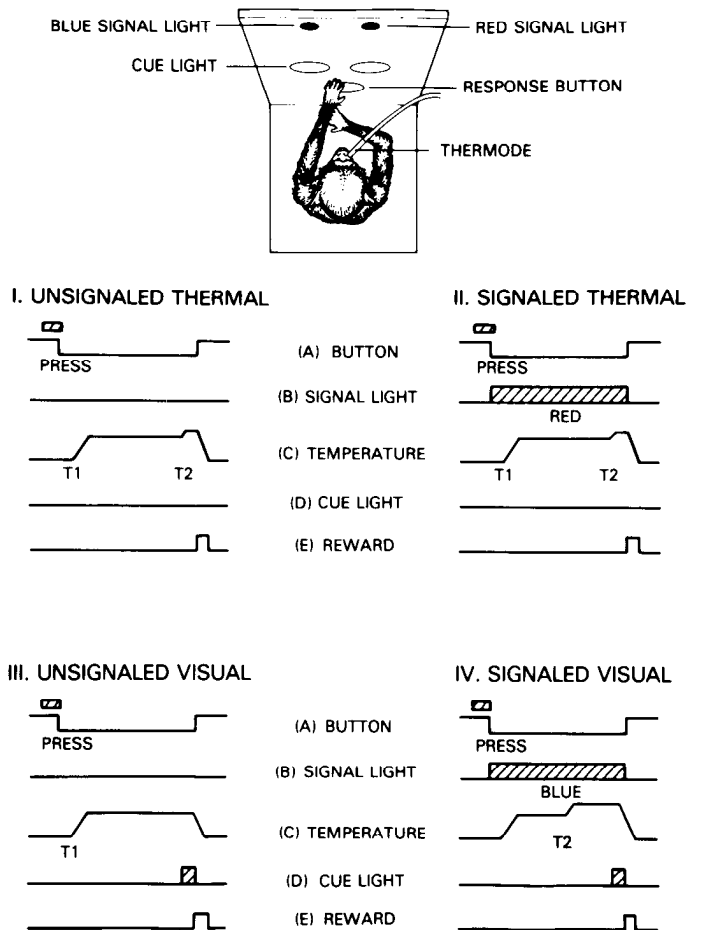 BLUE SIGNAL LIGHT RED SIGNAL LIGHT
CUE LIGHT
RESPONSE BUTTON
THERMODE
I. UNSIGNALED THERMAL II. SIGNALED THERMAL
(A) BUTTON
PRESS PRESS
(B) SIGNAL LIGHT
RED
(C) TEMPERATURE
T1 T2 T1 T2
(D) CUE LIGHT
(E) REWARD
III. UNSIGNALED VISUAL IV. SIGNALED VISUAL
(A) BUTTON
PRESS PRESS
(B) SIGNAL LIGHT
BLUE
(C) TEMPERATURE
T1 T2
(D) CUE LIGHT
(E) REWARD